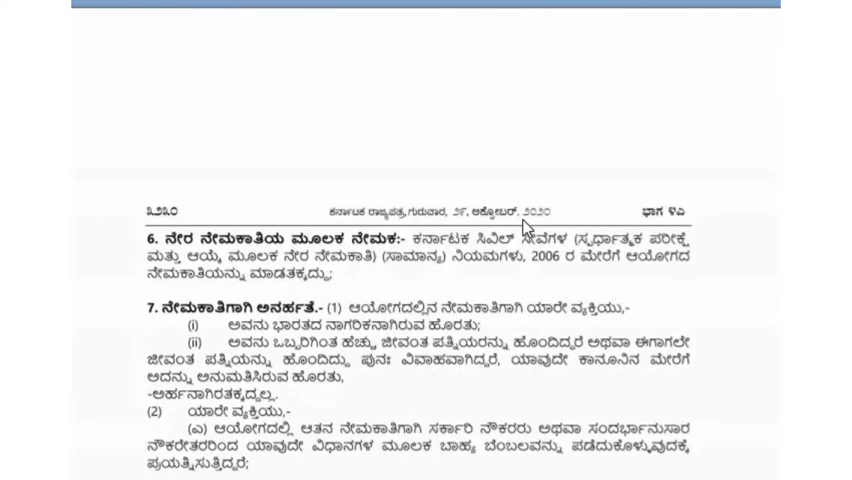 ೩೨೩೦ ಕರ್ನಾಟಕ ರಾಜ್ಯಪತ್ರ, ಗುರುವಾರ, ೨೯, ಅಕ್ಟೋಬರ್, ೨೦೨೦ ಭಾಗ ೪ಎ
6. ನೇರ ನೇಮಕಾತಿಯ ಮೂಲಕ ನೇಮಕ:- ಕರ್ನಾಟಕ ಸಿವಿಲ್ ಸೇವೆಗಳ (ಸ್ಪರ್ಧಾತ್ಮಕ ಪರೀಕ್ಷೆ
ಮತ್ತು ಆಯ್ಕೆ ಮೂಲಕ ನೇರ ನೇಮಕಾತಿ) (ಸಾಮಾನ್ಯ) ನಿಯಮಗಳು, 2006 ರ ಮೇರೆಗೆ ಆಯೋಗದ
ನೇಮಕಾತಿಯನ್ನು ಮಾಡತಕ್ಕದ್ದು;
7. ನೇಮಕಾತಿಗಾಗಿ ಅನರ್ಹತೆ.- (1) ಆಯೋಗದಲ್ಲಿನ ನೇಮಕಾತಿಗಾಗಿ ಯಾರೇ ವ್ಯಕ್ತಿಯು,-
(i) ಅವನು ಭಾರತದ ನಾಗರಿಕನಾಗಿರುವ ಹೊರತು;
(ii) ಅವನು ಒಬ್ಬರಿಗಿಂತ ಹೆಚ್ಚು ಜೀವಂತ ಪತ್ನಿಯರನ್ನು ಹೊಂದಿದ್ದರೆ ಅಥವಾ ಈಗಾಗಲೇ
ಜೀವಂತ ಪತ್ನಿಯನ್ನು ಹೊಂದಿದ್ದು ಪುನಃ ವಿವಾಹವಾಗಿದ್ದರೆ, ಯಾವುದೇ ಕಾನೂನಿನ ಮೇರೆಗೆ
ಅದನ್ನು ಅನುಮತಿಸಿರುವ ಹೊರತು,
-ಅರ್ಹನಾಗಿರತಕ್ಕದ್ದಲ್ಲ.
(2) ಯಾರೇ ವ್ಯಕ್ತಿಯು,-
(ಎ) ಆಯೋಗದಲ್ಲಿ ಆತನ ನೇಮಕಾತಿಗಾಗಿ ಸರ್ಕಾರಿ ನೌಕರರು ಅಥವಾ ಸಂದರ್ಭಾನುಸಾರ
ನೌಕರೇತರರಿಂದ ಯಾವುದೇ ವಿಧಾನಗಳ ಮೂಲಕ ಬಾಹ್ಯ ಬೆಂಬಲವನ್ನು ಪಡೆದುಕೊಳ್ಳುವುದಕ್ಕೆ
ಪ್ರಯತ್ನಿಸುತ್ತಿದ್ದರೆ;